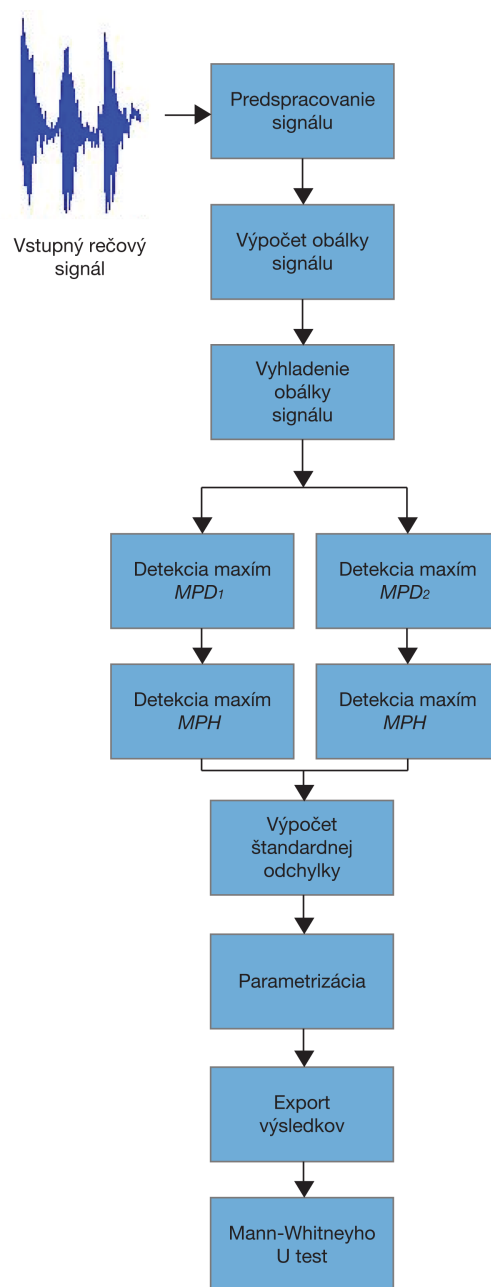 Predspracovanie
signálu
Vstupný rečový
signál
Výpočet obálky
signálu
Vyhladenie
obálky
signálu
Detekcia maxím
MPD1
Detekcia maxím
MPD2
Detekcia maxím
MPH
Detekcia maxím
MPH
Výpočet
štandardnej
odchylky
Parametrizácia
Export
výsledkov
Mann-Whitneyho
U test